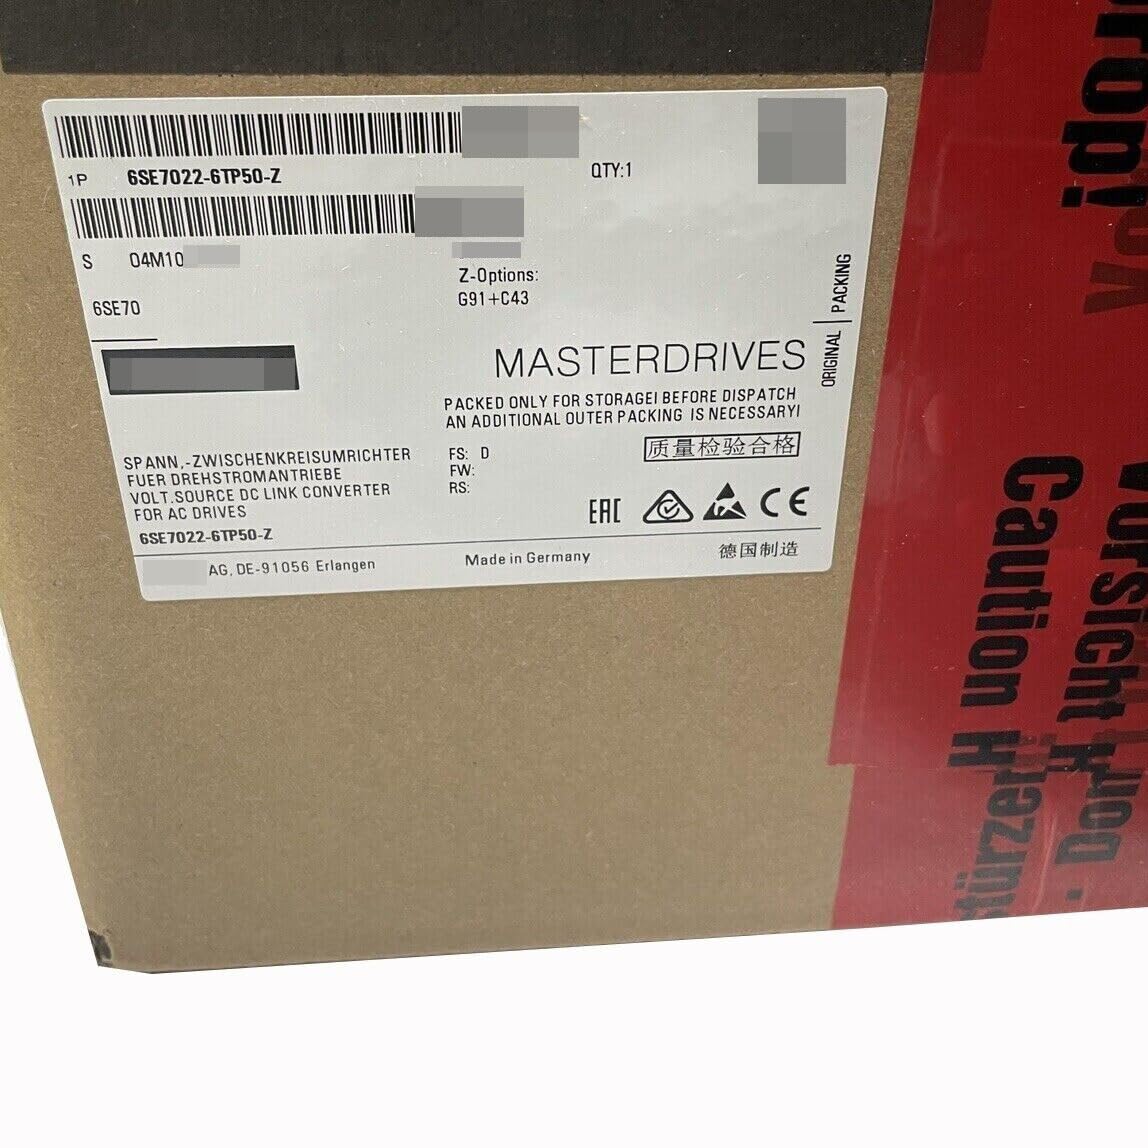 1P 6SE7022-6TP50-Z
QTY:1
S 04M10
Z-Options:
G91+C43
6SE70
ORIGINAL PACKING
MASTERDRIVES
PACKED ONLY FOR STORAGE! BEFORE DISPATCH
AN ADDITIONAL OUTER PACKING IS NECESSARY!
SPANN,-ZWISCHENKREISUMRICHTER
FUER DREHSTROMANTRIEBE
VOLT.SOURCE DC LINK CONVERTER
FOR AC DRIVES
6SE7022-6TP50-Z
FS: D
FW:
RS:
质量检验合格
EAC
CE
AG, DE-91056 Erlangen
Made in Germany
德国制造
Vorsicht
Caution